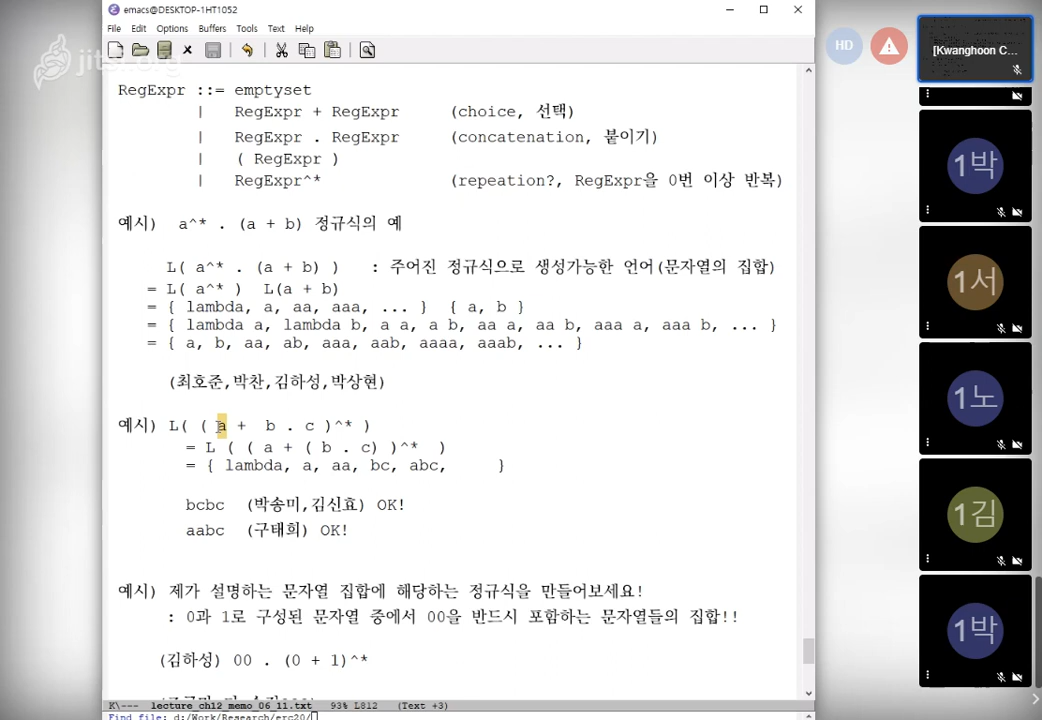 emacs@DESKTOP-1HT1052
File Edit Options Buffers Tools Text Help
jitsi.org
HD
[Kwanghoon C...
RegExpr ::= emptyset
| RegExpr + RegExpr (choice, 선택)
| RegExpr . RegExpr (concatenation, 붙이기)
| ( RegExpr )
| RegExpr^* (repeation?, RegExpr을 0번 이상 반복)
예시) a^* . (a + b) 정규식의 예
L( a^* . (a + b) ) : 주어진 정규식으로 생성가능한 언어(문자열의 집합)
= L( a^* ) L(a + b)
= { lambda, a, aa, aaa, ... } { a, b }
= { lambda a, lambda b, a a, a b, aa a, aa b, aaa a, aaa b, ... }
= { a, b, aa, ab, aaa, aab, aaaa, aaab, ... }
(최호준,박찬,김하성,박상현)
예시) L( ( a + b . c )^* )
= L ( ( a + ( b . c) )^* )
= { lambda, a, aa, bc, abc, }
bcbc (박송미,김신효) OK!
aabc (구태희) OK!
예시) 제가 설명하는 문자열 집합에 해당하는 정규식을 만들어보세요!
: 0과 1로 구성된 문자열 중에서 00을 반드시 포함하는 문자열들의 집합!!
(김하성) 00 . (0 + 1)^*
K\--- lecture_ch12_memo_06_11.txt 93% L812 (Text +3)
Find file: d:/Work/Research/erc20/
1박
1서
1노
1김
1박